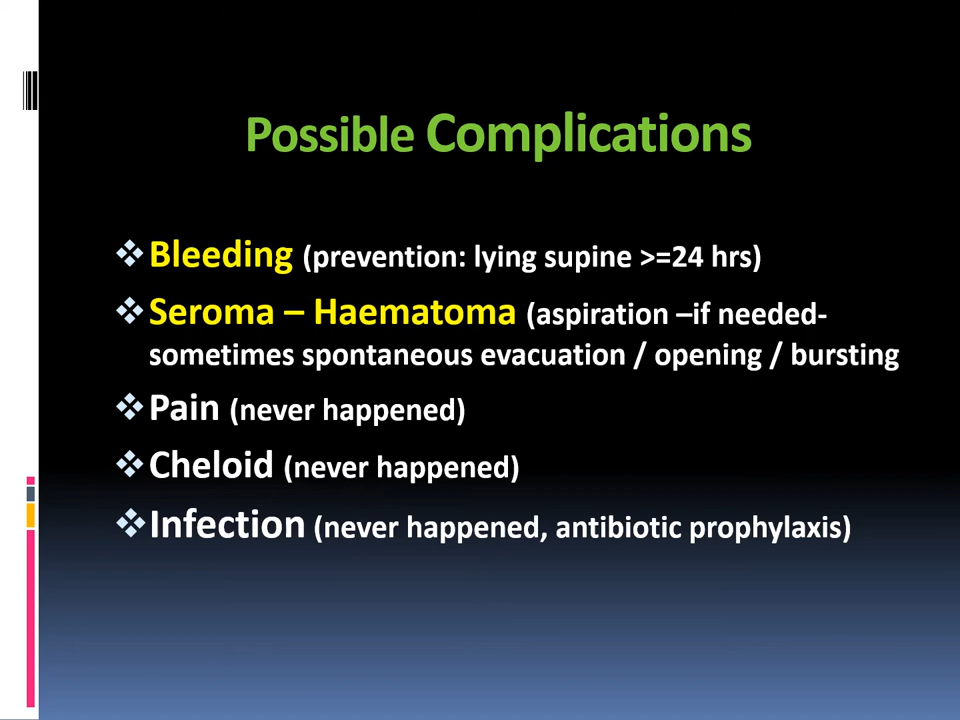 Possible Complications
Bleeding (prevention: lying supine >=24 hrs)
Seroma – Haematoma (aspiration –if needed-
sometimes spontaneous evacuation / opening / bursting
Pain (never happened)
Cheloid (never happened)
Infection (never happened, antibiotic prophylaxis)